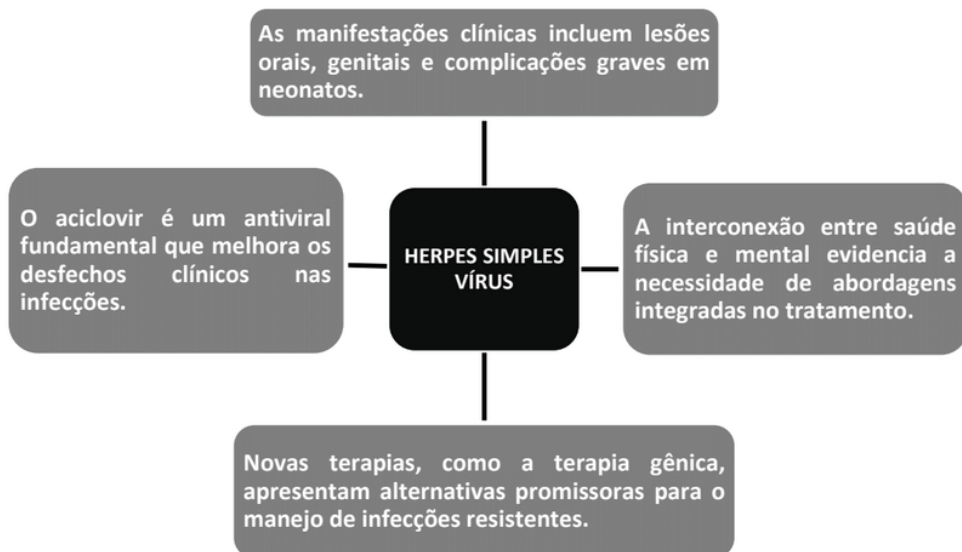 As manifestações clínicas incluem lesões
orais, genitais e complicações graves em
neonatos.
O aciclovir é um antiviral
fundamental que melhora os
desfechos clínicos nas
infecções.
HERPES SIMPLES
VÍRUS
A interconexão entre saúde
física e mental evidencia a
necessidade de abordagens
integradas no tratamento.
Novas terapias, como a terapia gênica,
apresentam alternativas promissoras para o
manejo de infecções resistentes.